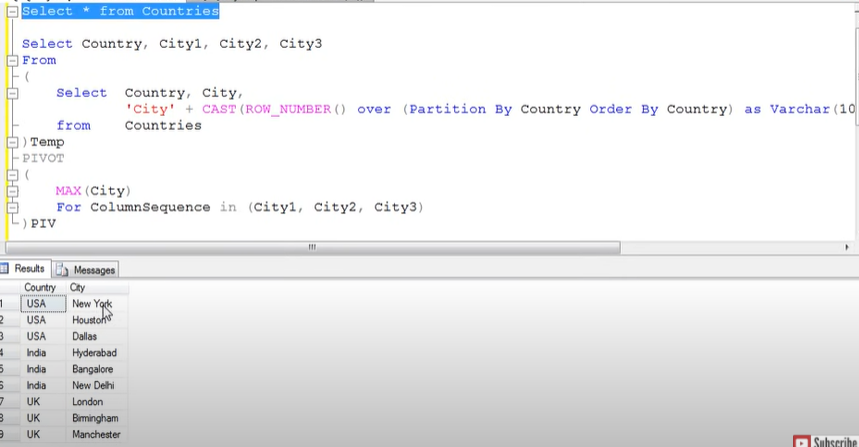 Select * from Countries
Select Country, City1, City2, City3
From
(
Select Country, City,
'City' + CAST(ROW_NUMBER() over (Partition By Country Order By Country) as Varchar(10
from Countries
)Temp
PIVOT
(
MAX(City)
For ColumnSequence in (City1, City2, City3)
)PIV
Results Messages
Country City
1 USA New York
2 USA Houston
3 USA Dallas
4 India Hyderabad
5 India Bangalore
6 India New Delhi
7 UK London
8 UK Birmingham
9 UK Manchester
Subscribe